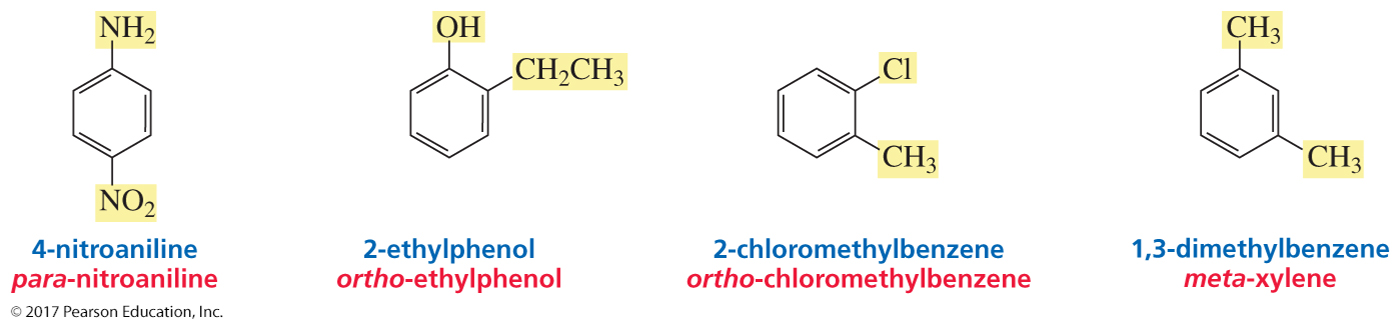 NH₂
NO₂
4-nitroaniline
para-nitroaniline
OH
CH₂CH₃
2-ethylphenol
ortho-ethylphenol
Cl
CH₃
2-chloromethylbenzene
ortho-chloromethylbenzene
CH₃
CH₃
1,3-dimethylbenzene
meta-xylene
© 2017 Pearson Education, Inc.